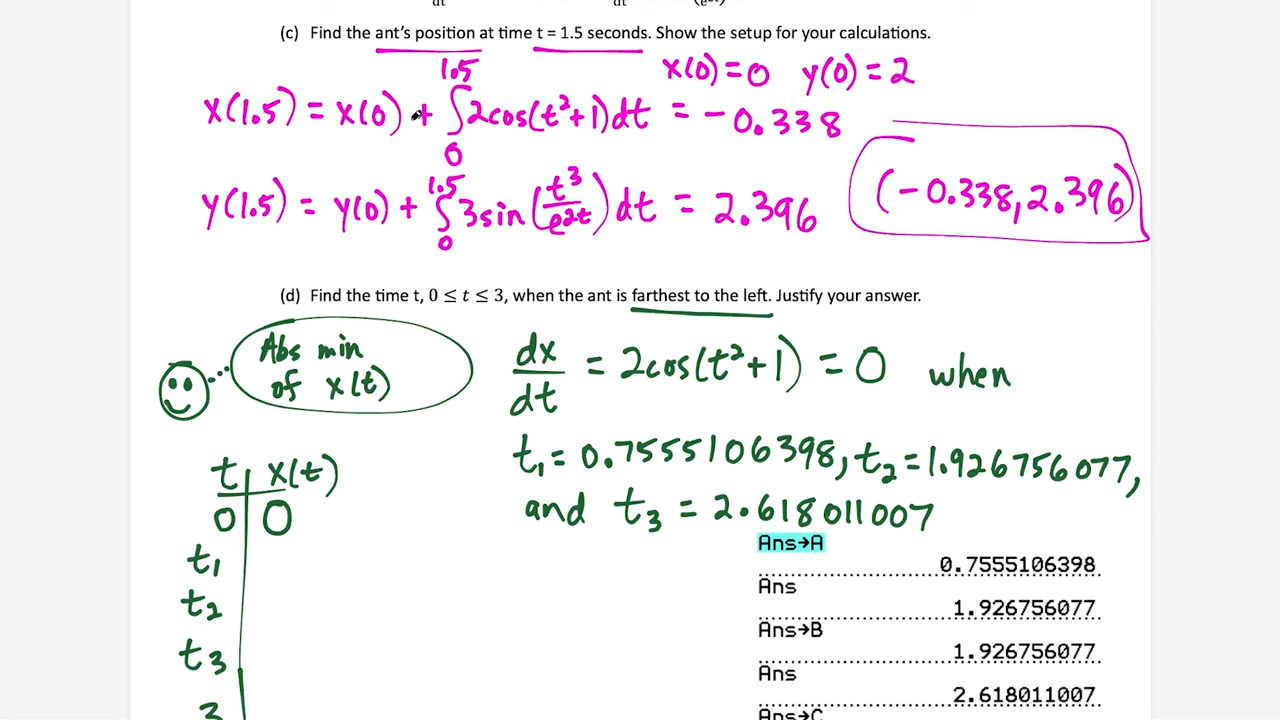 dt dt
(c) Find the ant's position at time t = 1.5 seconds. Show the setup for your calculations.
x(0) = 0 y(0) = 2
x(1.5) = x(0) + ∫₀^1.5 2cos(t²+1)dt = -0.338
y(1.5) = y(0) + ∫₀^1.5 3sin(t³/e^2t)dt = 2.396
(-0.338, 2.396)
(d) Find the time t, 0 ≤ t ≤ 3, when the ant is farthest to the left. Justify your answer.
Abs min
of x(t)
dx/dt = 2cos(t²+1) = 0 when
t₁ = 0.7555106398, t₂ = 1.926756077,
and t₃ = 2.618011007
t x(t)
0 0
t₁
t₂
t₃
3
Ans→A
0.7555106398
Ans
1.926756077
Ans→B
1.926756077
Ans
2.618011007
Ans→C